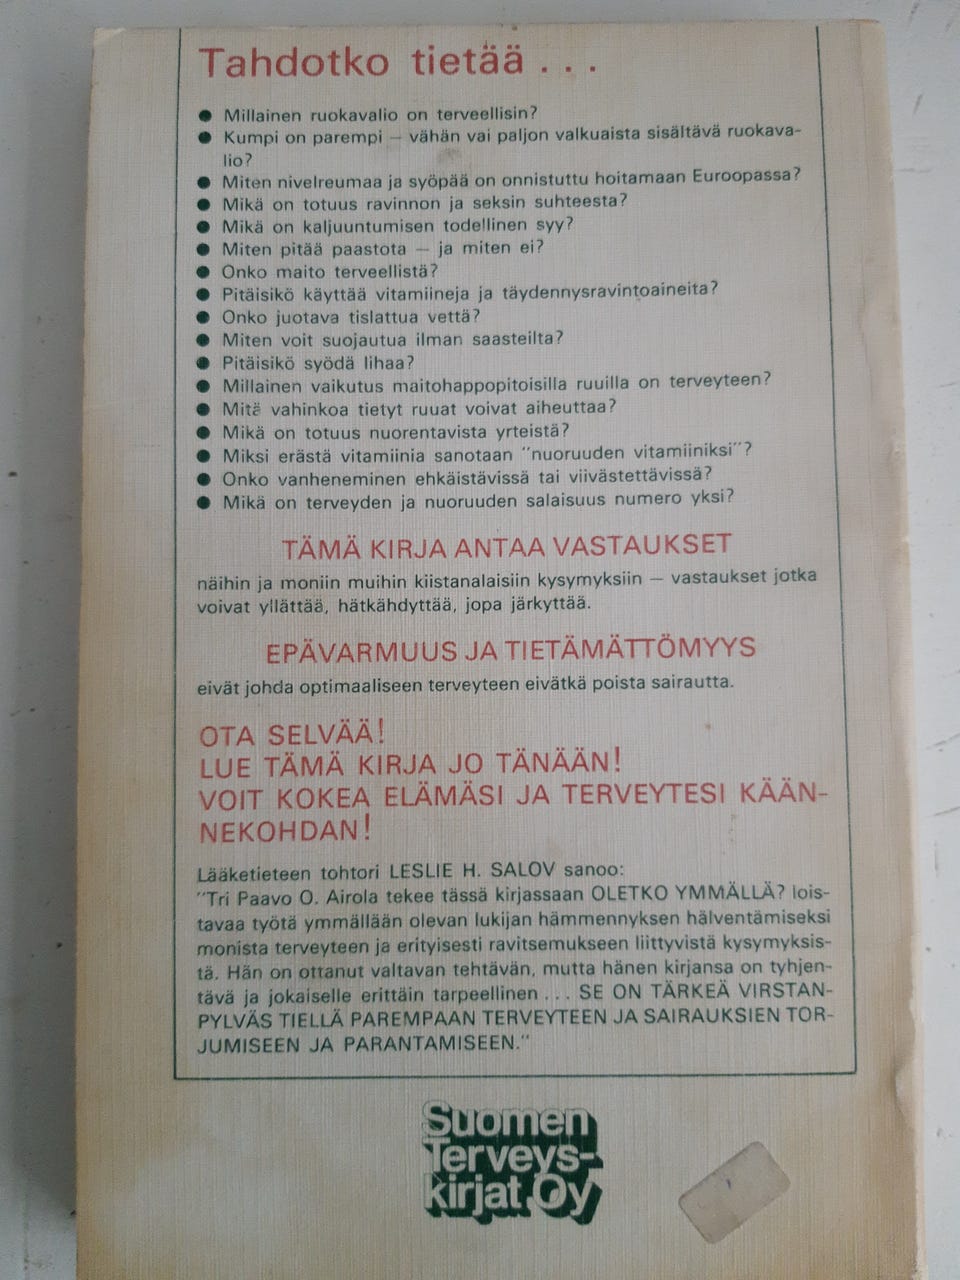 Tahdotko tietää . . .
● Millainen ruokavalio on terveellisin?
● Kumpi on parempi – vähän vai paljon valkuaista sisältävä ruokava-
lio?
● Miten nivelreumaa ja syöpää on onnistuttu hoitamaan Euroopassa?
● Mikä on totuus ravinnon ja seksin suhteesta?
● Mikä on kaljuuntumisen todellinen syy?
● Miten pitää paastota – ja miten ei?
● Onko maito terveellistä?
● Pitäisikö käyttää vitamiineja ja täydennysravintoaineita?
● Onko juotava tislattua vettä?
● Miten voit suojautua ilman saasteilta?
● Pitäisikö syödä lihaa?
● Millainen vaikutus maitohappopitoisilla ruuilla on terveyteen?
● Mitä vahinkoa tietyt ruuat voivat aiheuttaa?
● Mikä on totuus nuorentavista yrteistä?
● Miksi erästä vitamiinia sanotaan "nuoruuden vitamiiniksi"?
● Onko vanheneminen ehkäistävissä tai viivästettävissä?
● Mikä on terveyden ja nuoruuden salaisuus numero yksi?
TÄMÄ KIRJA ANTAA VASTAUKSET
näihin ja moniin muihin kiistanalaisiin kysymyksiin – vastaukset jotka
voivat yllättää, hätkähdyttää, jopa järkyttää.
EPÄVARMUUS JA TIETÄMÄTTÖMYYS
eivät johda optimaaliseen terveyteen eivätkä poista sairautta.
OTA SELVÄÄ!
LUE TÄMÄ KIRJA JO TÄNÄÄN!
VOIT KOKEA ELÄMÄSI JA TERVEYTESI KÄÄN-
NEKOHDAN!
Lääketieteen tohtori LESLIE H. SALOV sanoo:
"Tri Paavo O. Airola tekee tässä kirjassaan OLETKO YMMÄLLÄ? lois-
tavaa työtä ymmällään olevan lukijan hämmennyksen hälventämiseksi
monista terveyteen ja erityisesti ravitsemukseen liittyvistä kysymyksis-
tä. Hän on ottanut valtavan tehtävän, mutta hänen kirjansa on tyhjen-
tävä ja jokaiselle erittäin tarpeellinen . . . SE ON TÄRKEÄ VIRSTAN-
PYLVÄS TIELLÄ PAREMPAAN TERVEYTEEN JA SAIRAUKSIEN TOR-
JUMISEEN JA PARANTAMISEEN."
Suomen
Terveys-
kirjat Oy